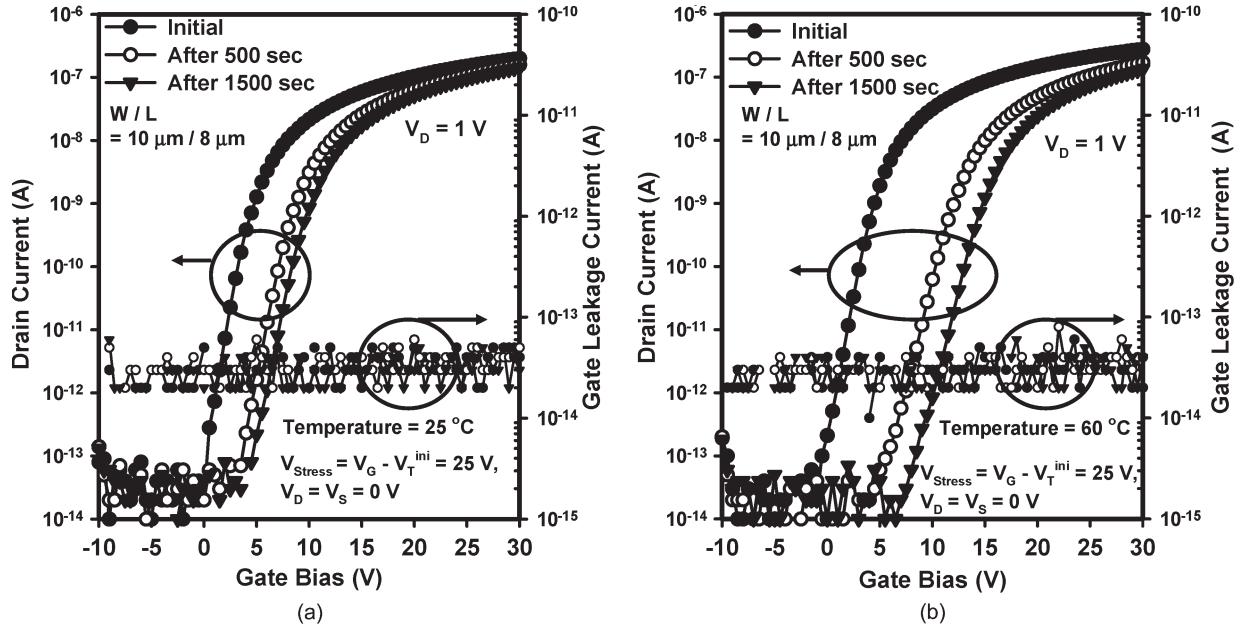 10⁻⁶
10⁻⁷
10⁻⁸
10⁻⁹
10⁻¹⁰
10⁻¹¹
10⁻¹²
10⁻¹³
10⁻¹⁴
Drain Current (A)
Initial
After 500 sec
After 1500 sec
W / L
= 10 μm / 8 μm
V_D = 1 V
Temperature = 25 °C
V_Stress = V_G - V_T^ini = 25 V,
V_D = V_S = 0 V
10⁻¹⁰
10⁻¹¹
10⁻¹²
10⁻¹³
10⁻¹⁴
10⁻¹⁵
Gate Leakage Current (A)
-10 -5 0 5 10 15 20 25 30
Gate Bias (V)
(a)
10⁻⁶
10⁻⁷
10⁻⁸
10⁻⁹
10⁻¹⁰
10⁻¹¹
10⁻¹²
10⁻¹³
10⁻¹⁴
Drain Current (A)
Initial
After 500 sec
After 1500 sec
W / L
= 10 μm / 8 μm
V_D = 1 V
Temperature = 60 °C
V_Stress = V_G - V_T^ini = 25 V,
V_D = V_S = 0 V
10⁻¹⁰
10⁻¹¹
10⁻¹²
10⁻¹³
10⁻¹⁴
10⁻¹⁵
Gate Leakage Current (A)
-10 -5 0 5 10 15 20 25 30
Gate Bias (V)
(b)